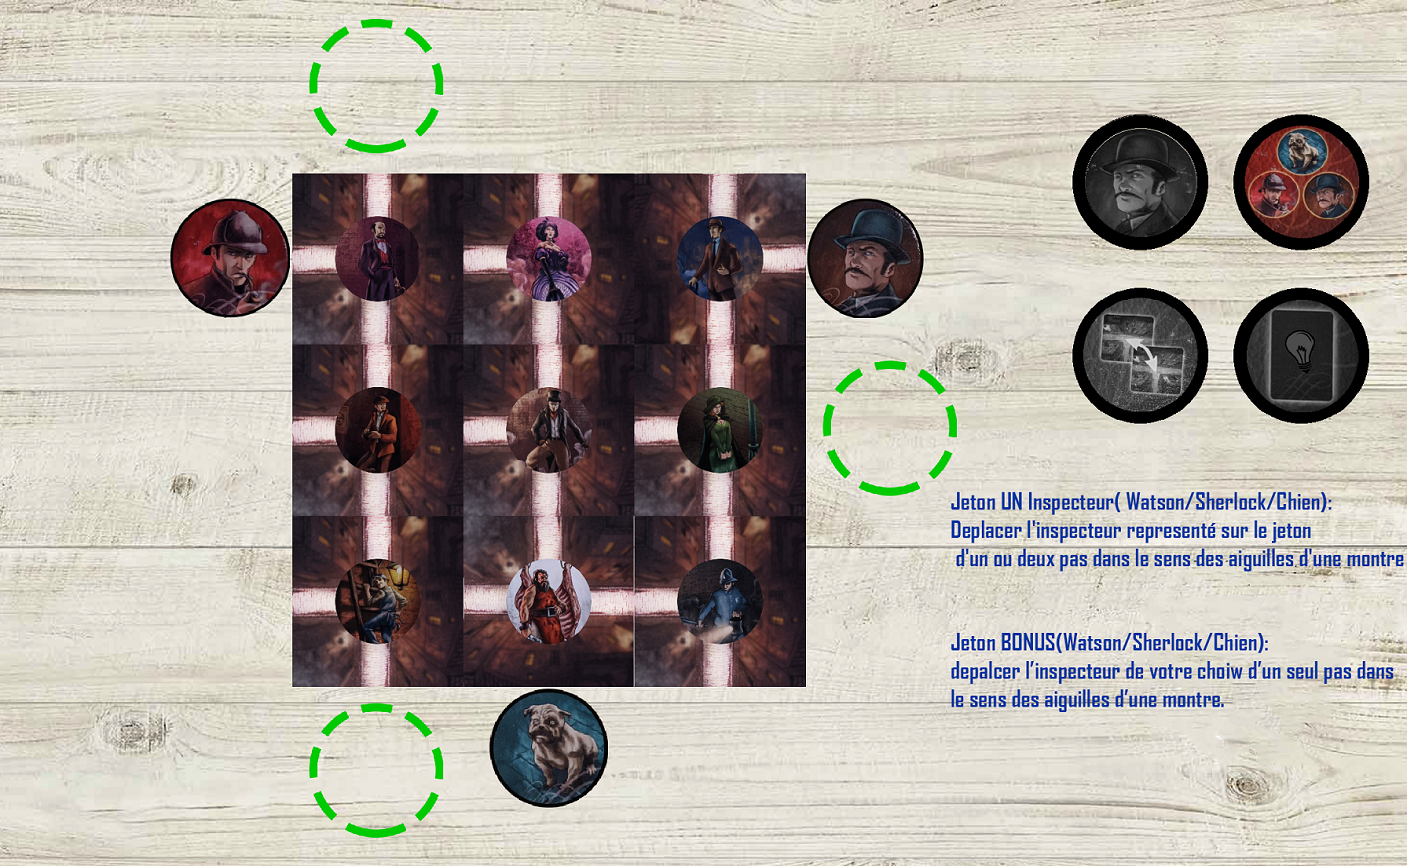 Jeton UN Inspecteur( Watson/Sherlock/Chien):
Deplacer l'inspecteur representé sur le jeton
d'un ou deux pas dans le sens des aiguilles d'une montre
Jeton BONUS(Watson/Sherlock/Chien):
depalcer l’inspecteur de votre choiw d’un seul pas dans
le sens des aiguilles d’une montre.